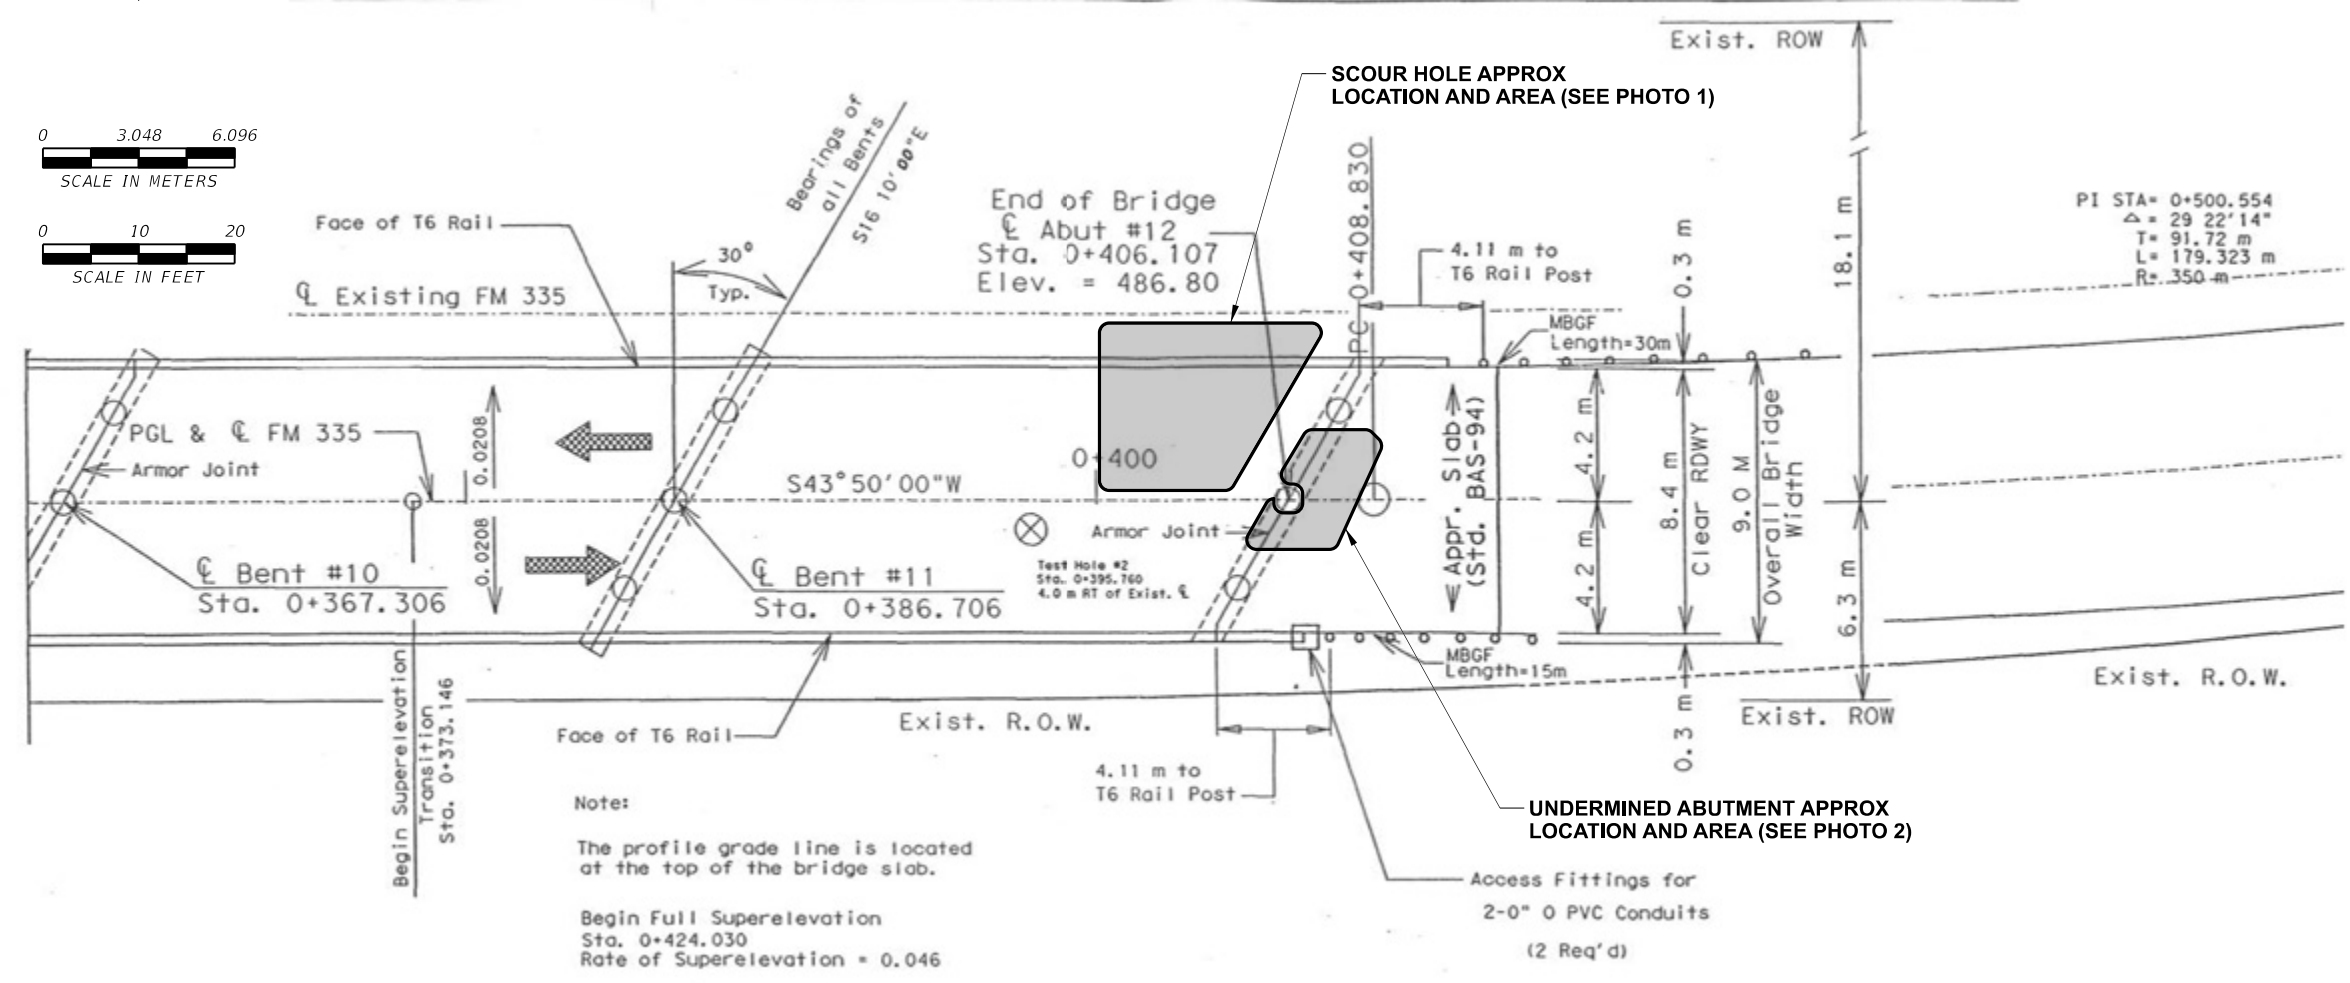 Exist. ROW
SCOUR HOLE APPROX
LOCATION AND AREA (SEE PHOTO 1)
0 3.048 6.096
SCALE IN METERS
0 10 20
SCALE IN FEET
Face of T6 Rail
℄ Existing FM 335
30°
Typ.
Bearings of
all Bents
S16 10'00"E
End of Bridge
℄ Abut #12
Sta. 0+406.107
Elev. = 486.80
PC 0+408.830
4.11 m to
T6 Rail Post
MBGF
Length=30m
0.3 m
18.1 m
PI STA= 0+500.554
△ = 29 22'14"
T= 91.72 m
L= 179.323 m
R= 350 m
PGL & ℄ FM 335
Armor Joint
0.0208
0.0208
S43°50'00"W
0+400
Armor Joint
Test Hole #2
Sta. 0+395.760
4.0 m RT of Exist. ℄
℄ Bent #10
Sta. 0+367.306
℄ Bent #11
Sta. 0+386.706
Appr. Slab
(Std. BAS-94)
4.2 m
4.2 m
8.4 m
Clear RDWY
9.0 M
Overall Bridge
Width
6.3 m
MBGF
Length=15m
0.3 m
Exist. ROW
Exist. R.O.W.
Exist. R.O.W.
Begin Superelevation
Transition
Sta. 0+373.146
Face of T6 Rail
4.11 m to
T6 Rail Post
UNDERMINED ABUTMENT APPROX
LOCATION AND AREA (SEE PHOTO 2)
Access Fittings for
2-0" O PVC Conduits
(2 Req'd)
Note:
The profile grade line is located
at the top of the bridge slab.
Begin Full Superelevation
Sta. 0+424.030
Rate of Superelevation = 0.046